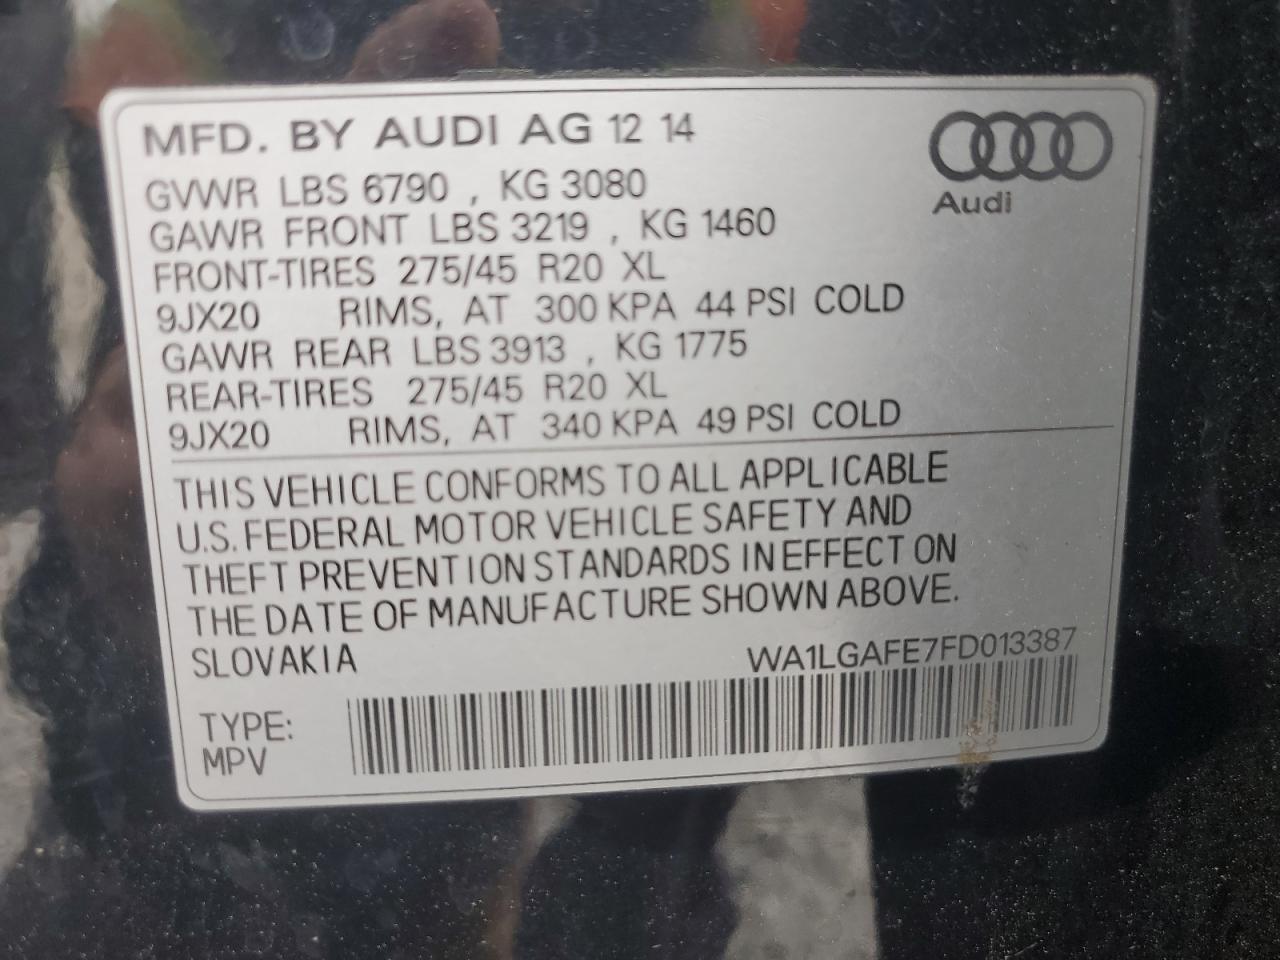 MFD. BY AUDI AG 12 14
Audi
GVWR LBS 6790 , KG 3080
GAWR FRONT LBS 3219 , KG 1460
FRONT-TIRES 275/45 R20 XL
9JX20 RIMS, AT 300 KPA 44 PSI COLD
GAWR REAR LBS 3913 , KG 1775
REAR-TIRES 275/45 R20 XL
9JX20 RIMS, AT 340 KPA 49 PSI COLD
THIS VEHICLE CONFORMS TO ALL APPLICABLE
U.S. FEDERAL MOTOR VEHICLE SAFETY AND
THEFT PREVENTION STANDARDS IN EFFECT ON
THE DATE OF MANUFACTURE SHOWN ABOVE.
SLOVAKIA WA1LGAFE7FD013387
TYPE:
MPV